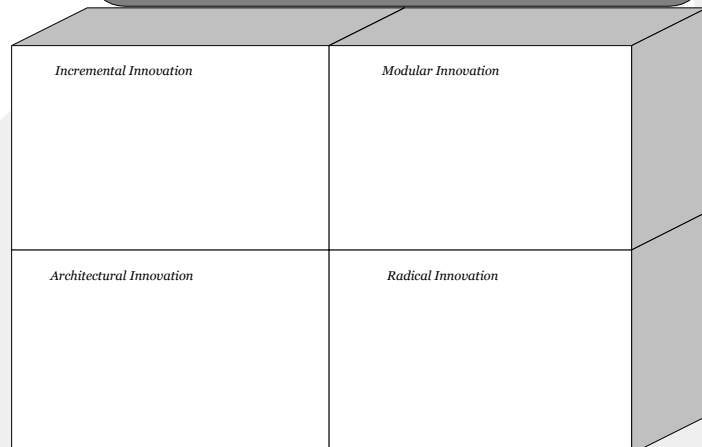 Incremental Innovation
Modular Innovation
Architectural Innovation
Radical Innovation